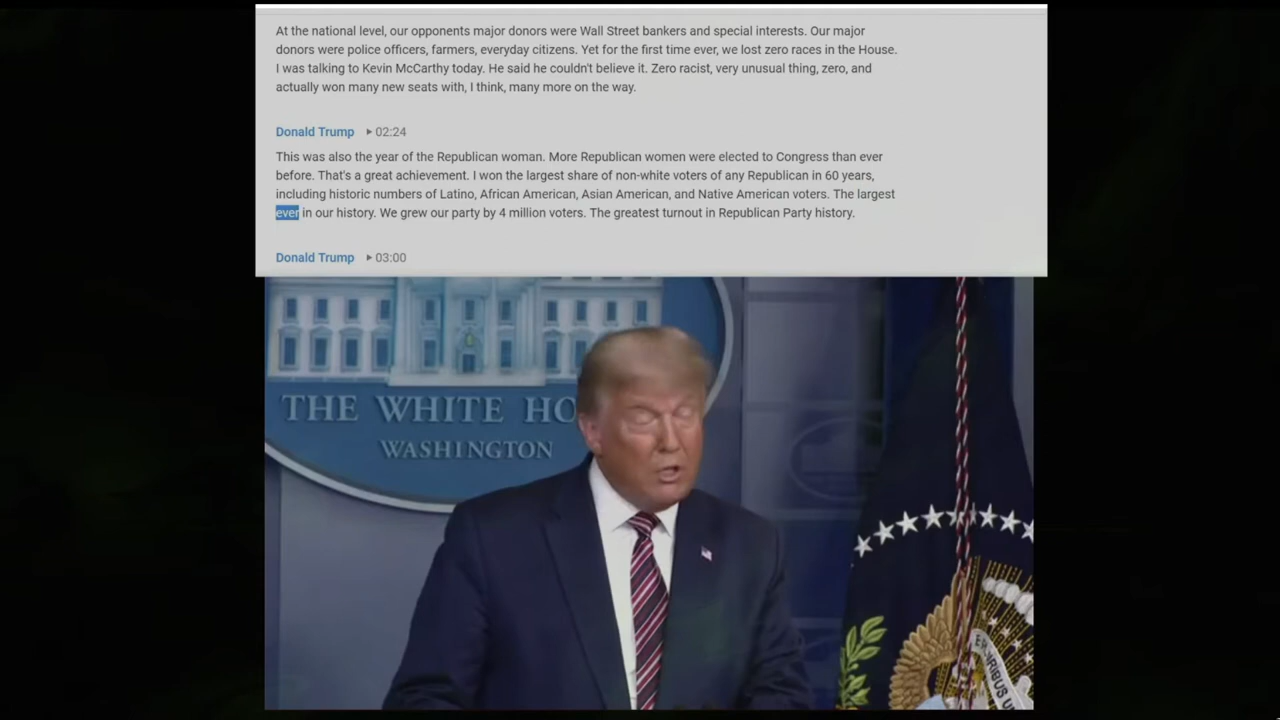 At the national level, our opponents major donors were Wall Street bankers and special interests. Our major
donors were police officers, farmers, everyday citizens. Yet for the first time ever, we lost zero races in the House.
I was talking to Kevin McCarthy today. He said he couldn't believe it. Zero racist, very unusual thing, zero, and
actually won many new seats with, I think, many more on the way.
Donald Trump 02:24
This was also the year of the Republican woman. More Republican women were elected to Congress than ever
before. That's a great achievement. I won the largest share of non-white voters of any Republican in 60 years,
including historic numbers of Latino, African American, Asian American, and Native American voters. The largest
ever in our history. We grew our party by 4 million voters. The greatest turnout in Republican Party history.
Donald Trump 03:00
THE WHITE HO
WASHINGTON